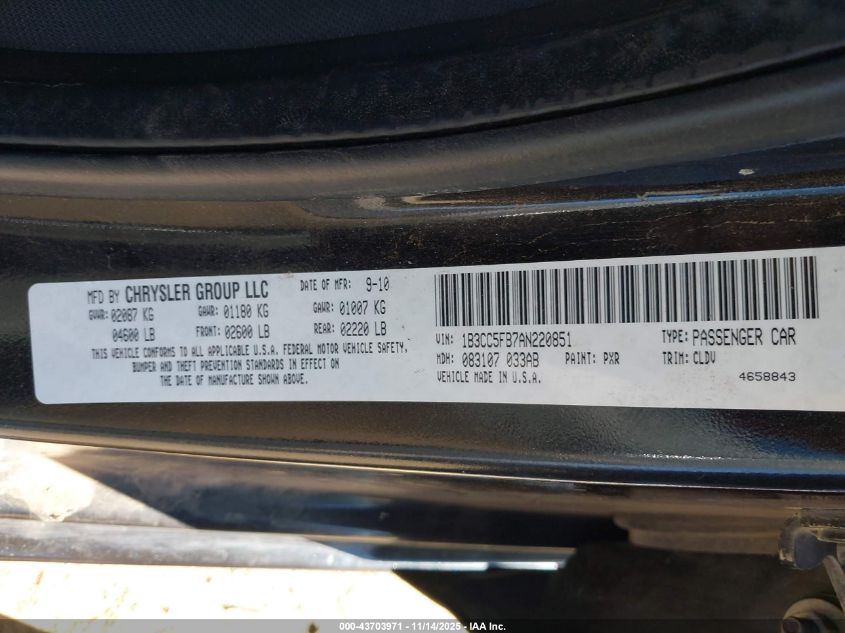 MFD BY CHRYSLER GROUP LLC DATE OF MFR: 9-10
GVWR: 02087 KG GAWR: 01180 KG GAWR: 01007 KG
04600 LB FRONT: 02600 LB REAR: 02220 LB
THIS VEHICLE CONFORMS TO ALL APPLICABLE U.S.A. FEDERAL MOTOR VEHICLE SAFETY,
BUMPER AND THEFT PREVENTION STANDARDS IN EFFECT ON
THE DATE OF MANUFACTURE SHOWN ABOVE.
VIN: 1B3CC5FB7AN220851 TYPE: PASSENGER CAR
MDH: 083107 033AB PAINT: PXR TRIM: CLDV
VEHICLE MADE IN U.S.A. 4658843
000-43703971 - 11/14/2025 - IAA Inc.